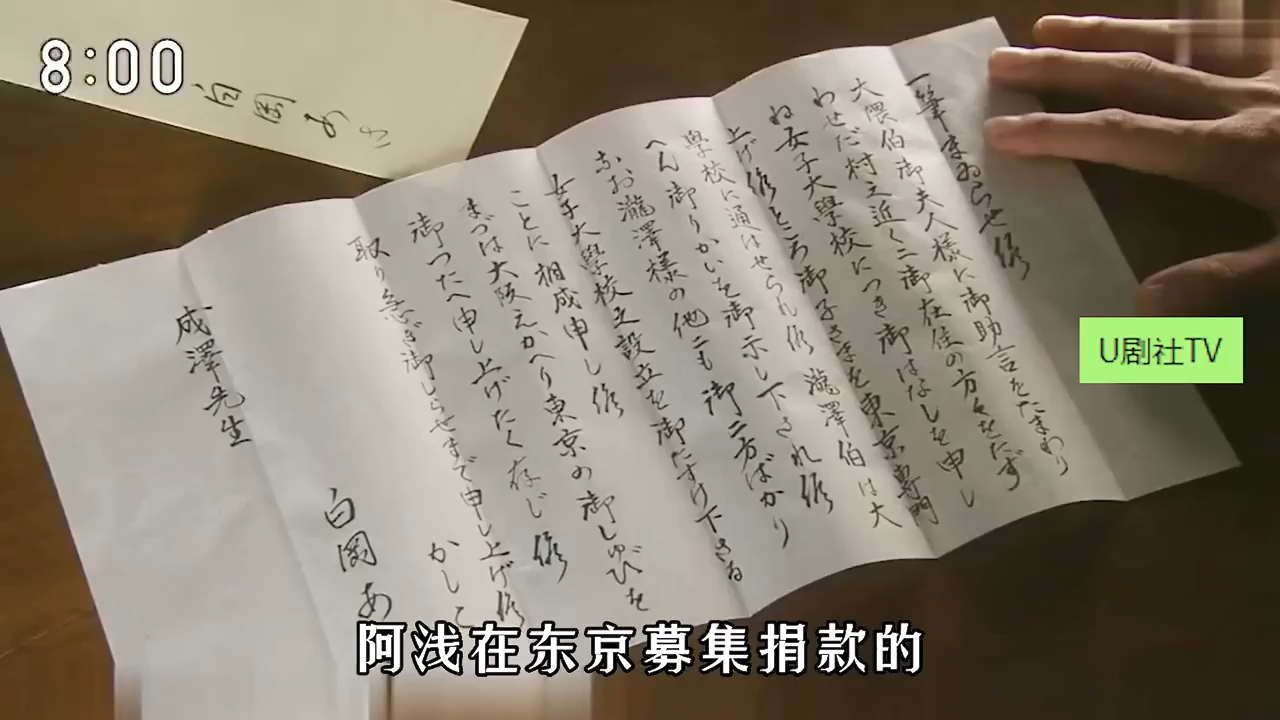 8:00
白岡あさ
一筆まゐらせ候
大隈伯御夫人様に御助言をたまわり
わせだ村之近くニ御在住の方々をたず
ね女子大學校につき御はなしを申し
上げ候ところ御子さまを東京専門
學校に通はせられ候 瀧澤伯は大
へん御りかいを御示し下され候
なお瀧澤様の他ニも御二方ばかり
女子大學校之設立を御たすけ下さる
ことに相成申し候
まづは大阪えかへり東京の御しゅびを
御つたへ申し上げたく存じ候
取り急ぎ御しらせまで申し上げ候
かしこ
白岡あ
成澤先生
U剧社TV
阿浅在东京募集捐款的